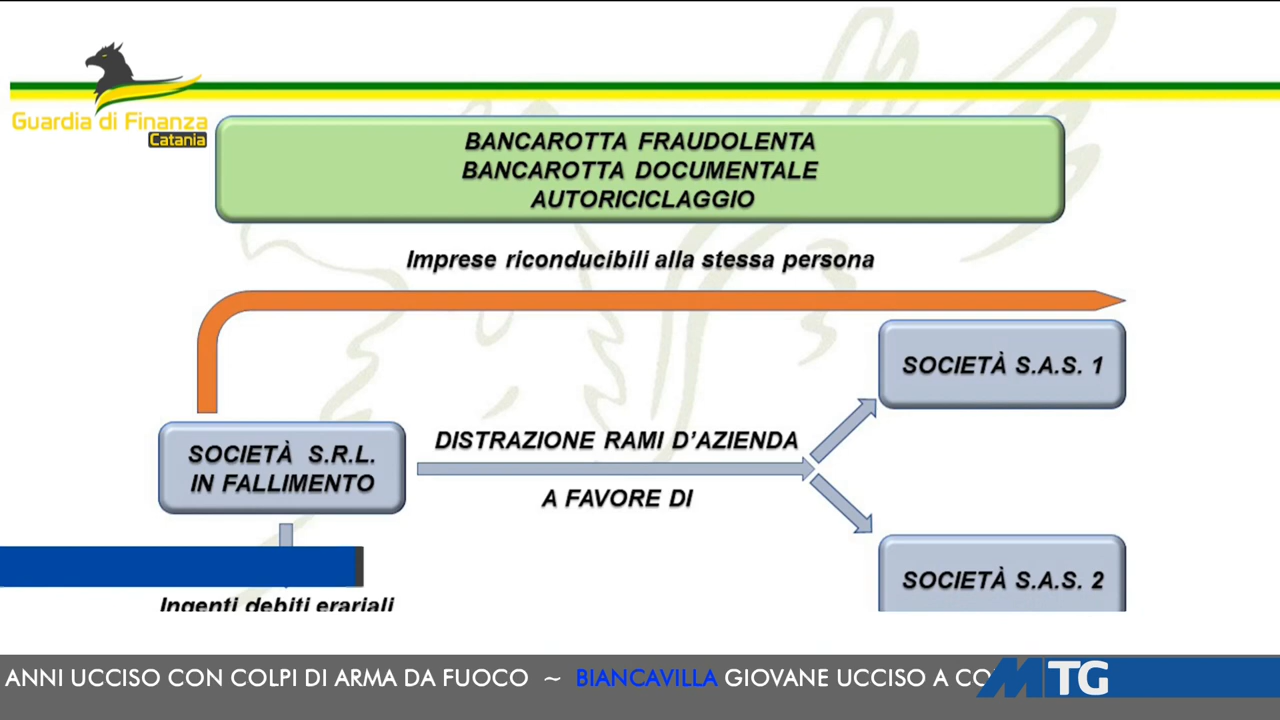 Guardia di Finanza
Catania
BANCAROTTA FRAUDOLENTA
BANCAROTTA DOCUMENTALE
AUTORICICLAGGIO
Imprese riconducibili alla stessa persona
SOCIETÀ S.A.S. 1
DISTRAZIONE RAMI D'AZIENDA
SOCIETÀ S.R.L.
IN FALLIMENTO
A FAVORE DI
SOCIETÀ S.A.S. 2
Ingenti debiti erariali
ANNI UCCISO CON COLPI DI ARMA DA FUOCO ~ BIANCAVILLA GIOVANE UCCISO A CO
MTG